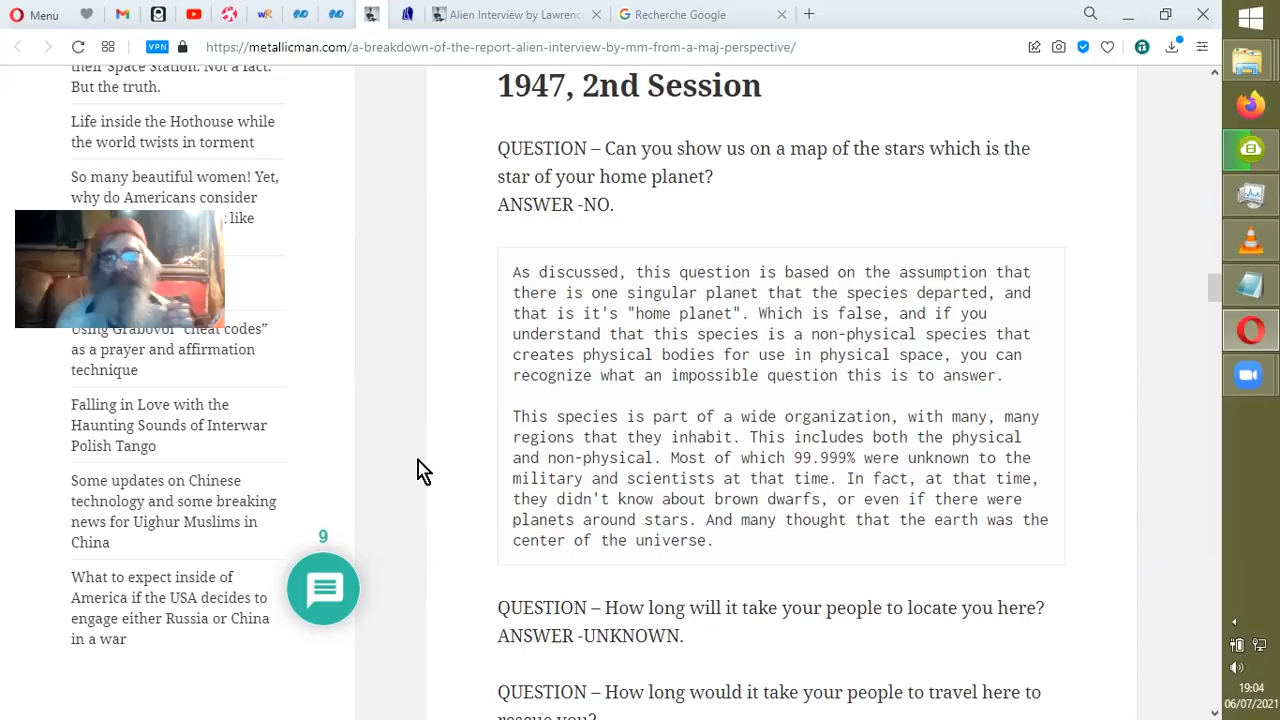 Menu
wR
Alien Interview by Lawrenc
Recherche Google
VPN
https://metallicman.com/a-breakdown-of-the-report-alien-interview-by-mm-from-a-maj-perspective/
their Space Station. Not a fact.
But the truth.
Life inside the Hothouse while
the world twists in torment
So many beautiful women! Yet,
why do Americans consider
like
Using Grabovoi “cheat codes”
as a prayer and affirmation
technique
Falling in Love with the
Haunting Sounds of Interwar
Polish Tango
Some updates on Chinese
technology and some breaking
news for Uighur Muslims in
China
9
What to expect inside of
America if the USA decides to
engage either Russia or China
in a war
1947, 2nd Session
QUESTION – Can you show us on a map of the stars which is the
star of your home planet?
ANSWER -NO.
As discussed, this question is based on the assumption that
there is one singular planet that the species departed, and
that is it's "home planet". Which is false, and if you
understand that this species is a non-physical species that
creates physical bodies for use in physical space, you can
recognize what an impossible question this is to answer.
This species is part of a wide organization, with many, many
regions that they inhabit. This includes both the physical
and non-physical. Most of which 99.999% were unknown to the
military and scientists at that time. In fact, at that time,
they didn't know about brown dwarfs, or even if there were
planets around stars. And many thought that the earth was the
center of the universe.
QUESTION – How long will it take your people to locate you here?
ANSWER -UNKNOWN.
QUESTION – How long would it take your people to travel here to
rescue you?
19:04
06/07/2021